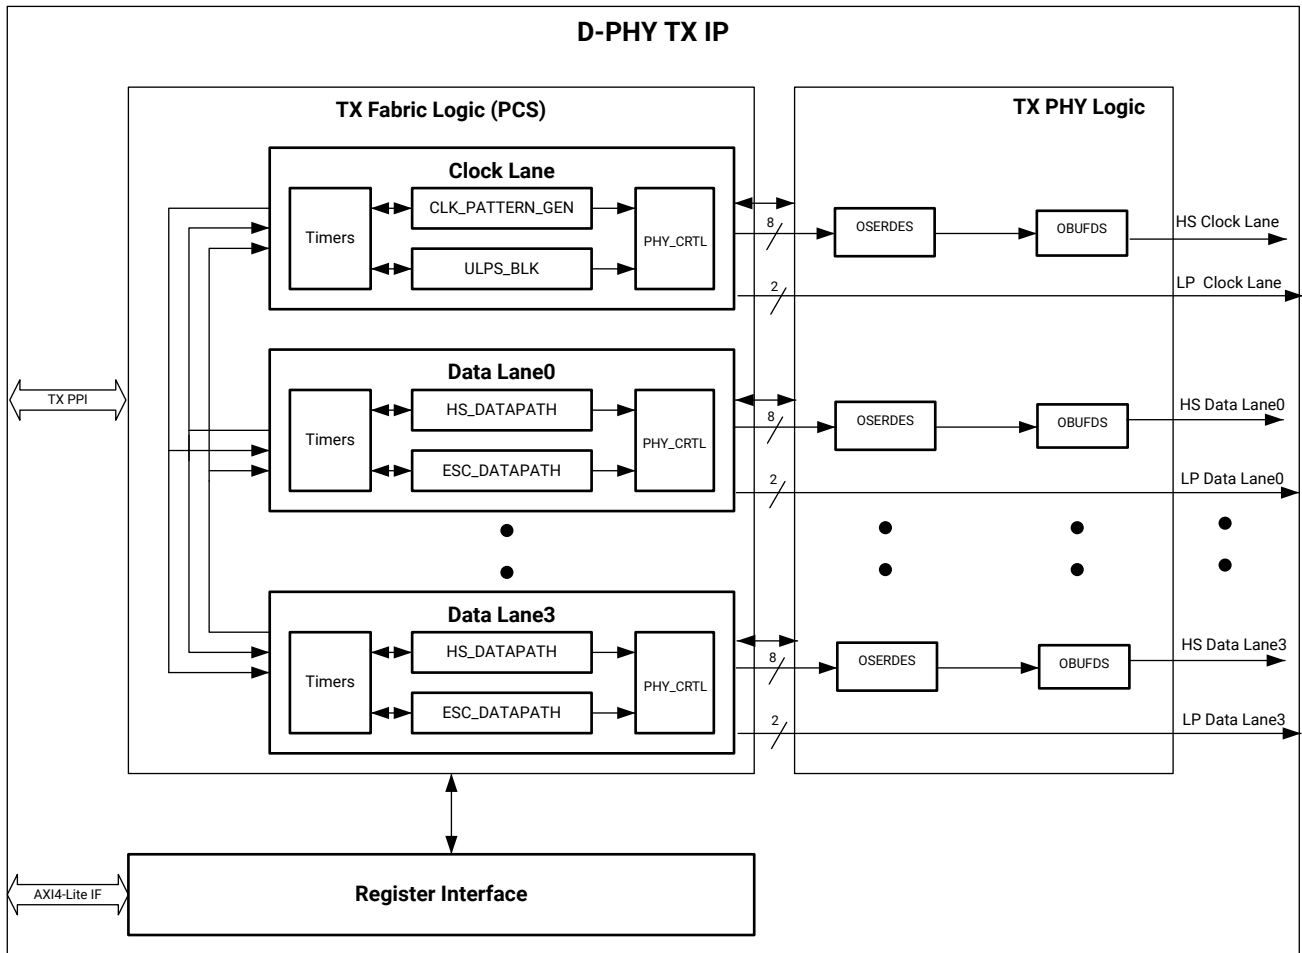 D-PHY TX IP
TX Fabric Logic (PCS)
TX PHY Logic
Clock Lane
Timers
CLK_PATTERN_GEN
ULPS_BLK
PHY_CRTL
8
2
OSERDES
OBUFDS
HS Clock Lane
LP Clock Lane
TX PPI
Data Lane0
Timers
HS_DATAPATH
ESC_DATAPATH
PHY_CRTL
8
2
OSERDES
OBUFDS
HS Data Lane0
LP Data Lane0
Data Lane3
Timers
HS_DATAPATH
ESC_DATAPATH
PHY_CRTL
8
2
OSERDES
OBUFDS
HS Data Lane3
LP Data Lane3
AXI4-Lite IF
Register Interface